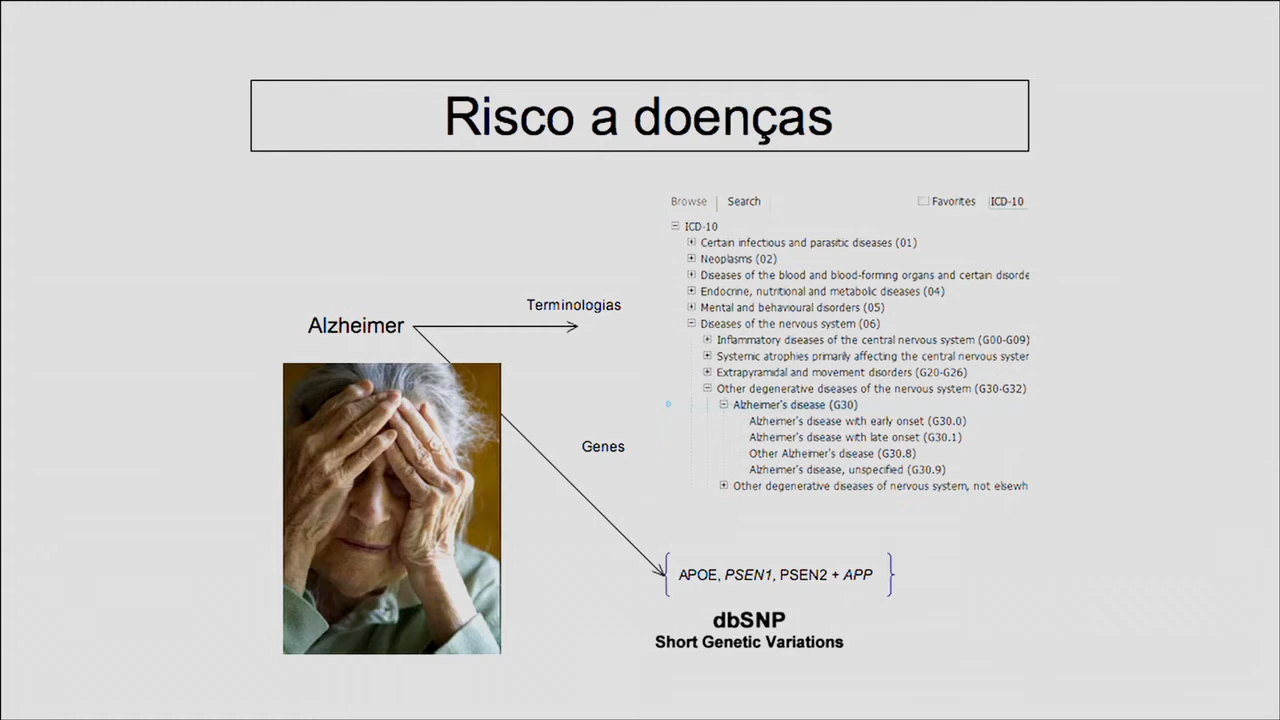 Risco a doenças
Browse Search Favorites ICD-10
ICD-10
Certain infectious and parasitic diseases (01)
Neoplasms (02)
Diseases of the blood and blood-forming organs and certain disorde
Endocrine, nutritional and metabolic diseases (04)
Mental and behavioural disorders (05)
Diseases of the nervous system (06)
Inflammatory diseases of the central nervous system (G00-G09)
Systemic atrophies primarily affecting the central nervous syster
Extrapyramidal and movement disorders (G20-G26)
Other degenerative diseases of the nervous system (G30-G32)
Alzheimer's disease (G30)
Alzheimer's disease with early onset (G30.0)
Alzheimer's disease with late onset (G30.1)
Other Alzheimer's disease (G30.8)
Alzheimer's disease, unspecified (G30.9)
Other degenerative diseases of nervous system, not elsewh
Terminologias
Alzheimer
Genes
APOE, PSEN1, PSEN2 + APP
dbSNP
Short Genetic Variations